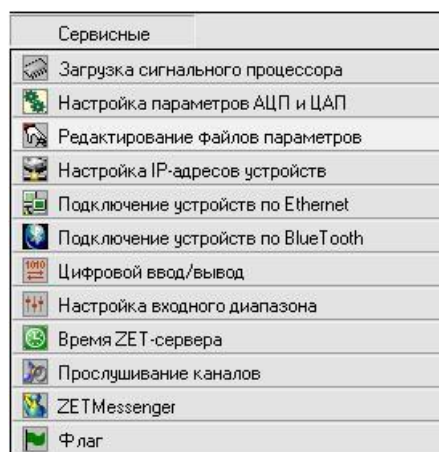 Сервисные
Загрузка сигнального процессора
Настройка параметров АЦП и ЦАП
Редактирование файлов параметров
Настройка IP-адресов устройств
Подключение устройств по Ethernet
Подключение устройств по BlueTooth
1010
Цифровой ввод/вывод
Настройка входного диапазона
Время ZET-сервера
Прослушивание каналов
ZETMessenger
Флаг